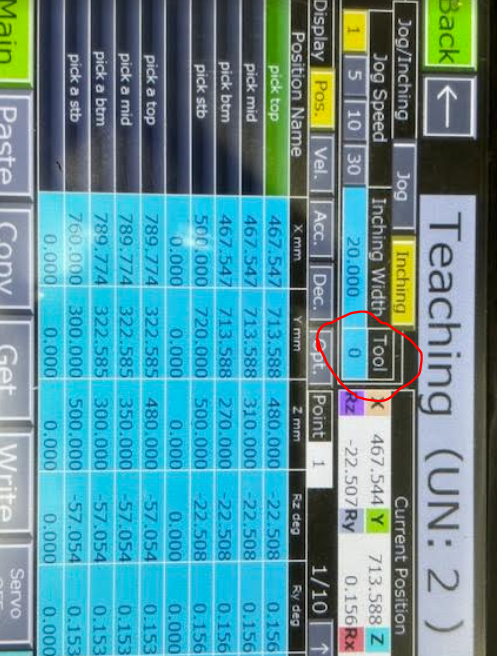 Back ← Teaching (UN: 2 )
Jog/Inching Jog Inching Tool Current Position
Jog Speed Inching Width X 467.544 Y 713.588 Z
1 5 10 30 20.000 0 Rz -22.507 Ry 0.156 Rx
Display Pos. Vel. Acc. Dec. Opt. Point 1 1/10 ↑
Position Name X mm Y mm Z mm Rz deg Ry deg
pick top 467.547 713.588 480.000 -22.508 0.156
pick mid 467.547 713.588 310.000 -22.508 0.156
pick btm 467.547 713.588 270.000 -22.508 0.156
pick stb 500.000 720.000 500.000 -22.508 0.156
0.000 0.000 0.000 0.000 0.000
pick a top 789.774 322.585 480.000 -57.054 0.153
pick a mid 789.774 322.585 350.000 -57.054 0.153
pick a btm 789.774 322.585 300.000 -57.054 0.153
pick a stb 760.000 300.000 500.000 -57.054 0.153
0.000 0.000 0.000 0.000 0.000
Main Paste Copy Get Write Servo